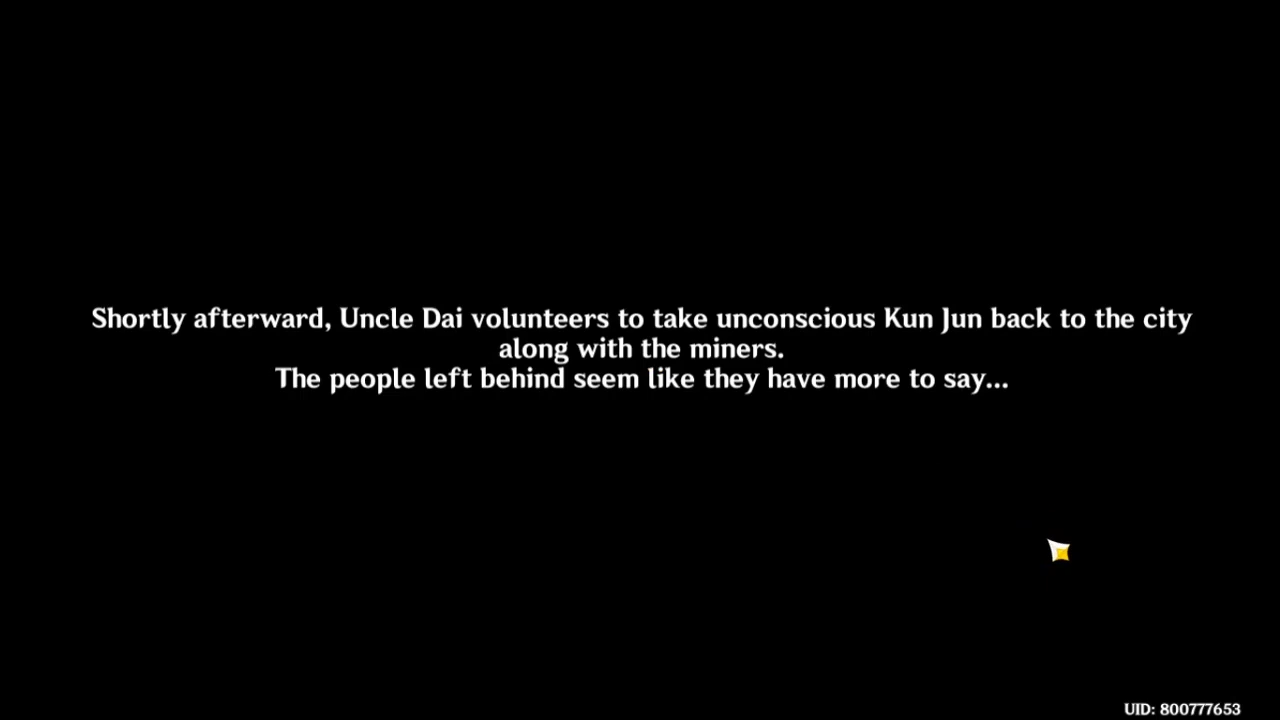 Shortly afterward, Uncle Dai volunteers to take unconscious Kun Jun back to the city
along with the miners.
The people left behind seem like they have more to say...
UID: 800777653